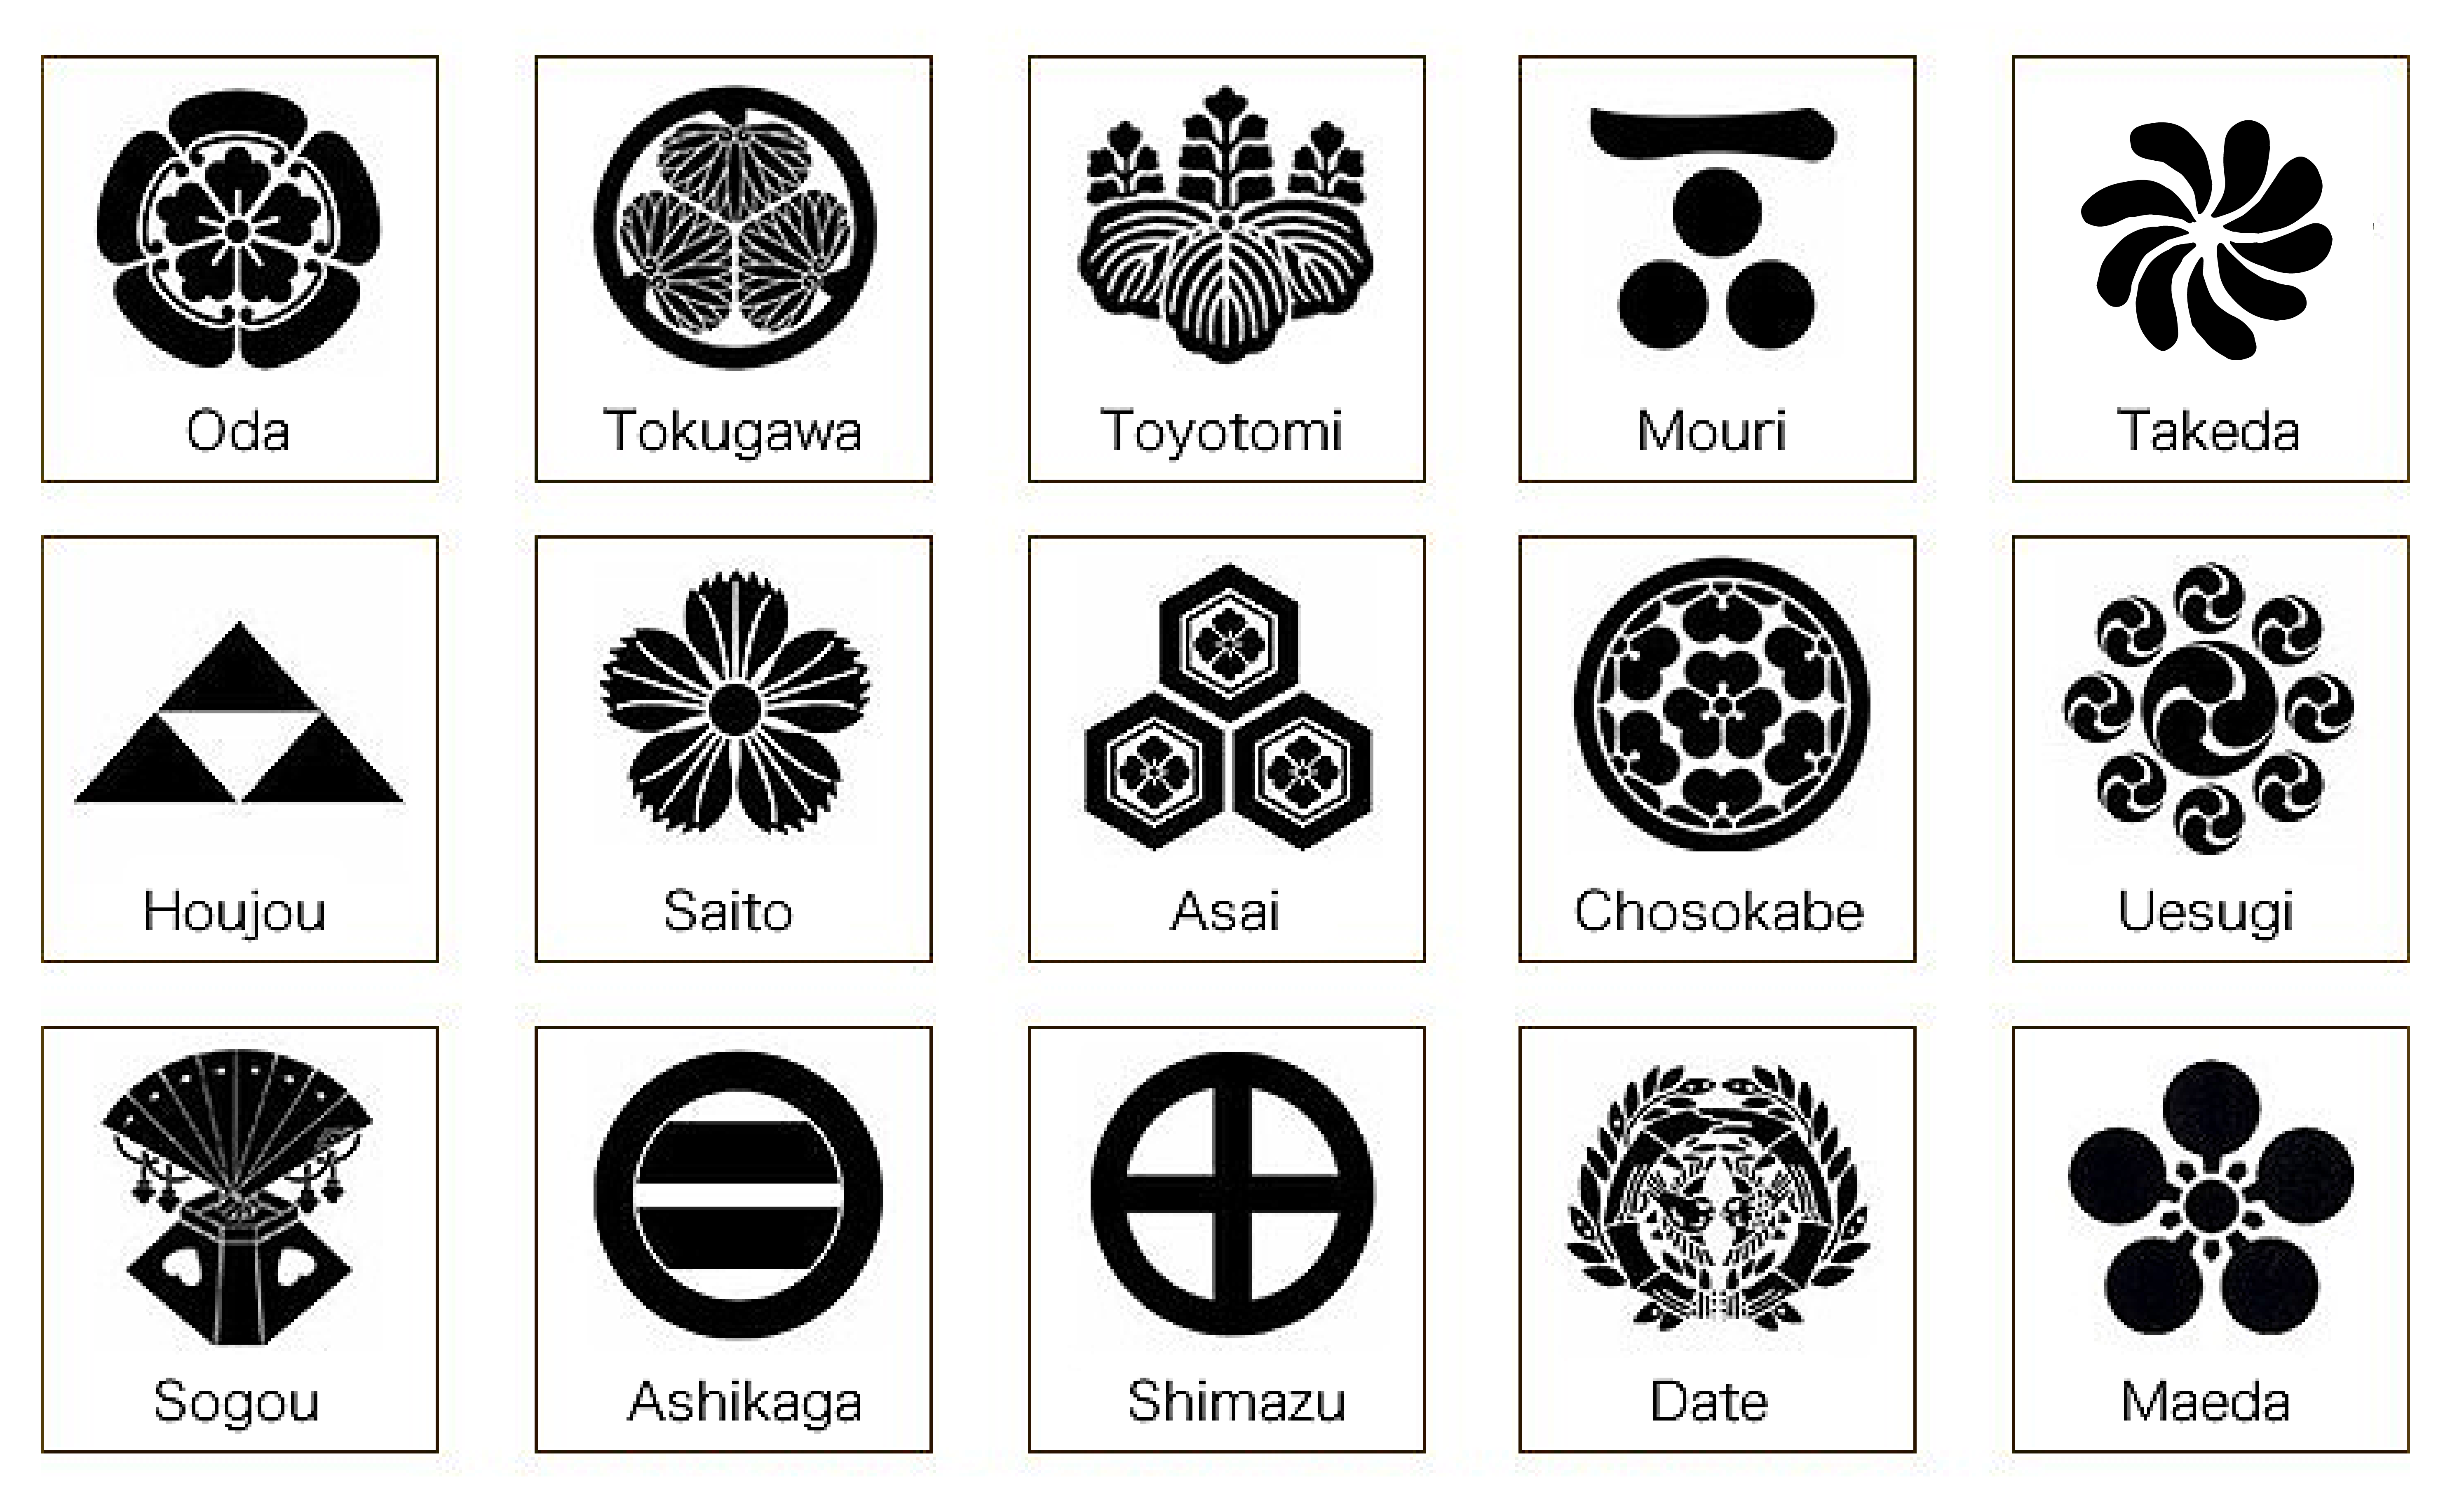 Oda
Tokugawa
Toyotomi
Mouri
Takeda
Houjou
Saito
Asai
Chosokabe
Uesugi
Sogou
Ashikaga
Shimazu
Date
Maeda